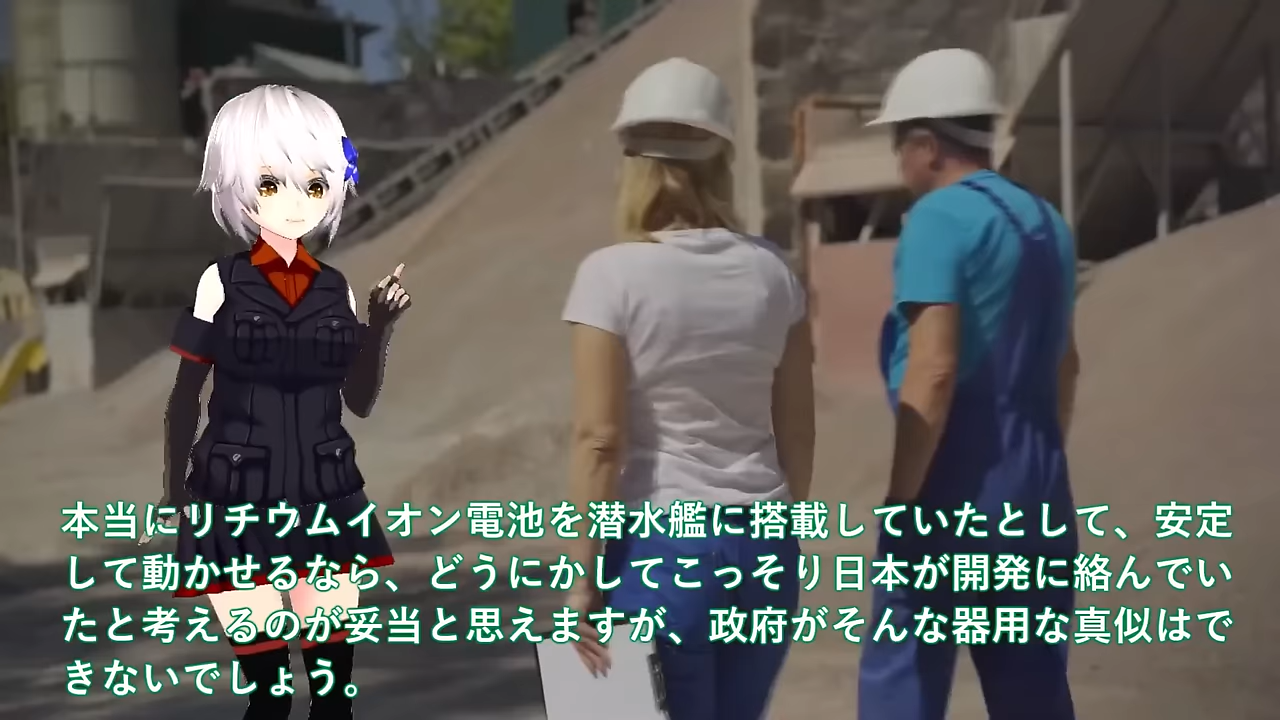 本当にリチウムイオン電池を潜水艦に搭載していたとして、安定
して動かせるなら、どうにかしてこっそり日本が開発に絡んでい
たと考えるのが妥当と思えますが、政府がそんな器用な真似はで
きないでしょう。